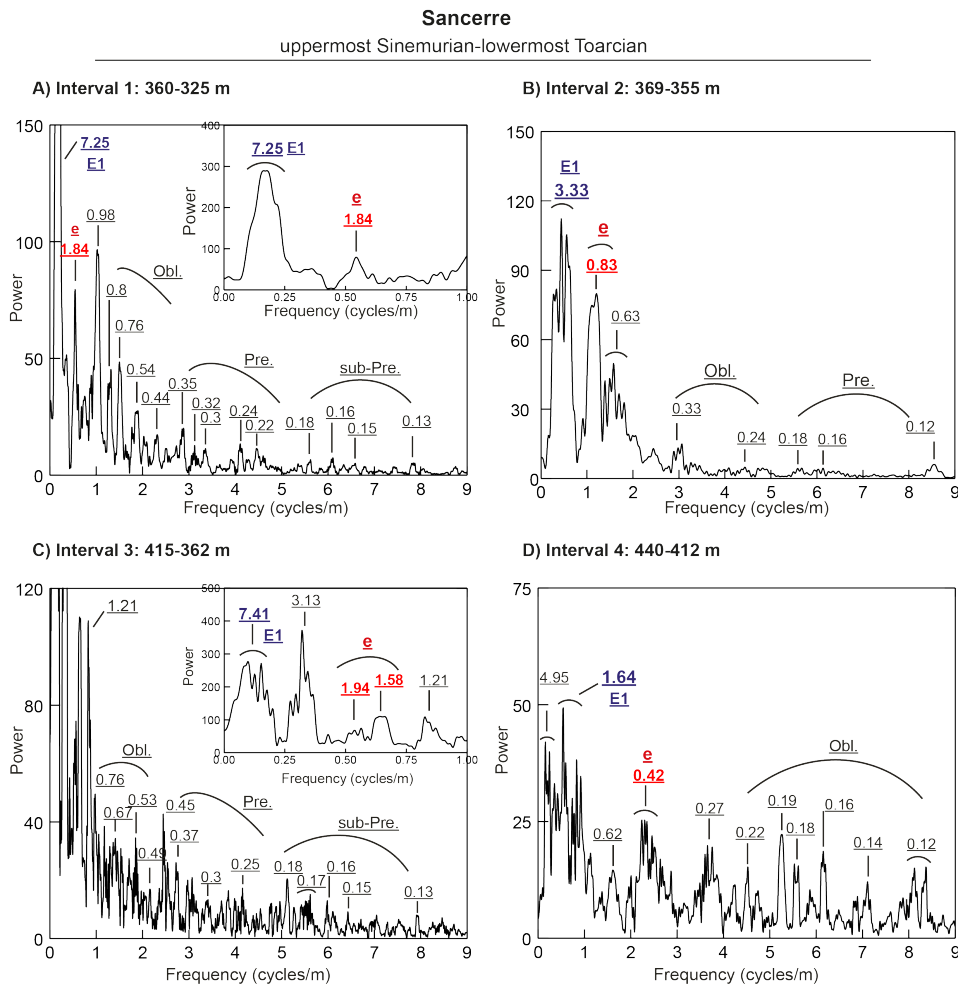 Sancerre
uppermost Sinemurian-lowermost Toarcian
A) Interval 1: 360-325 m
150
100
50
0
Power
0 1 2 3 4 5 6 7 8 9
Frequency (cycles/m)
7.25
E1
e
1.84
0.98
0.8
0.76
Obl.
0.54
0.44
0.35
0.32
0.3
Pre.
0.24
0.22
sub-Pre.
0.18
0.16
0.15
0.13
400
300
200
100
0
Power
7.25 E1
e
1.84
0.00 0.25 0.50 0.75 1.00
Frequency (cycles/m)
B) Interval 2: 369-355 m
150
120
90
60
30
0
Power
E1
3.33
e
0.83
0.63
Obl.
0.33
0.24
Pre.
0.18
0.16
0.12
0 1 2 3 4 5 6 7 8 9
Frequency (cycles/m)
C) Interval 3: 415-362 m
120
80
40
0
Power
1.21
Obl.
0.76
0.67
0.53
0.49
0.45
0.37
Pre.
0.3
0.25
sub-Pre.
0.18
0.17
0.16
0.15
0.13
0 1 2 3 4 5 6 7 8 9
Frequency (cycles/m)
500
400
300
200
100
0
Power
7.41
E1
3.13
e
1.94
1.58
1.21
0.00 0.25 0.50 0.75 1.00
Frequency (cycles/m)
D) Interval 4: 440-412 m
75
50
25
0
Power
4.95
1.64
E1
0.62
e
0.42
0.27
Obl.
0.22
0.19
0.18
0.16
0.14
0.12
0 1 2 3 4 5 6 7 8 9
Frequency (cycles/m)